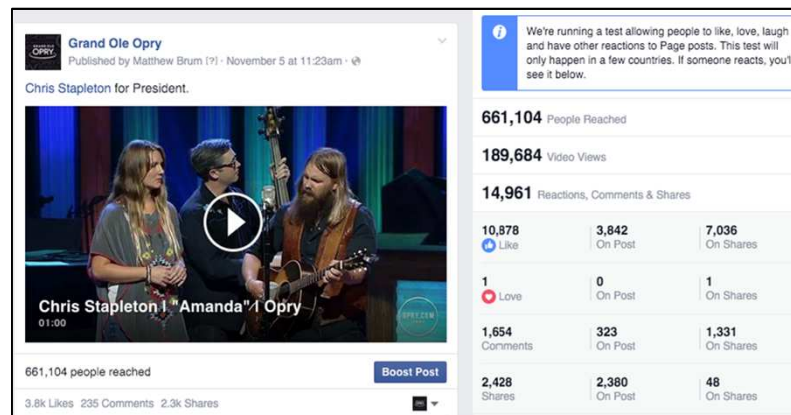 GRAND OLE
OPRY
Grand Ole Opry
Published by Matthew Brum [?] · November 5 at 11:23am ·
Chris Stapleton for President.
Chris Stapleton | "Amanda" | Opry
01:00
OPRY.COM
661,104 people reached
Boost Post
3.8k Likes 235 Comments 2.3k Shares
OPRY
We're running a test allowing people to like, love, laugh
and have other reactions to Page posts. This test will
only happen in a few countries. If someone reacts, you'l
see it below.
661,104 People Reached
189,684 Video Views
14,961 Reactions, Comments & Shares
10,878 3,842 7,036
Like On Post On Shares
1 0 1
Love On Post On Shares
1,654 323 1,331
Comments On Post On Shares
2,428 2,380 48
Shares On Post On Shares